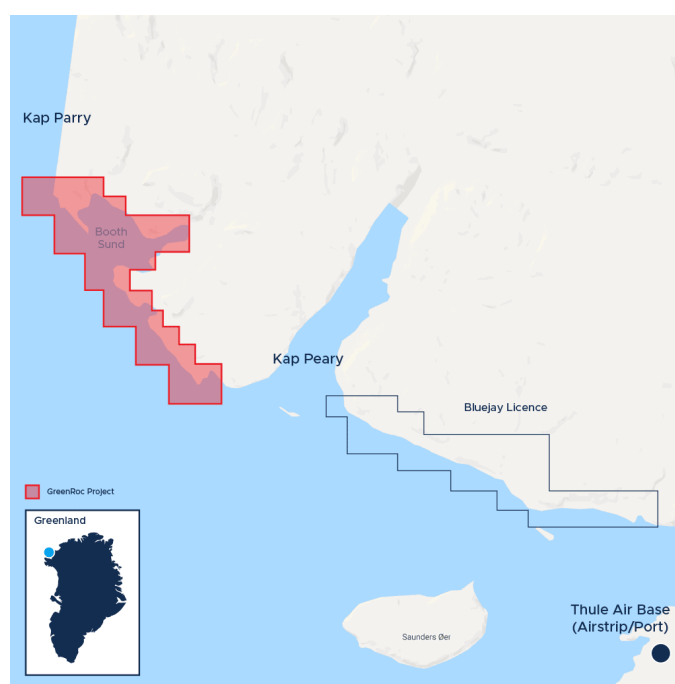 Kap Parry
Booth
Sund
Kap Peary
Bluejay Licence
GreenRoc Project
Greenland
Saunders Øer
Thule Air Base
(Airstrip/Port)